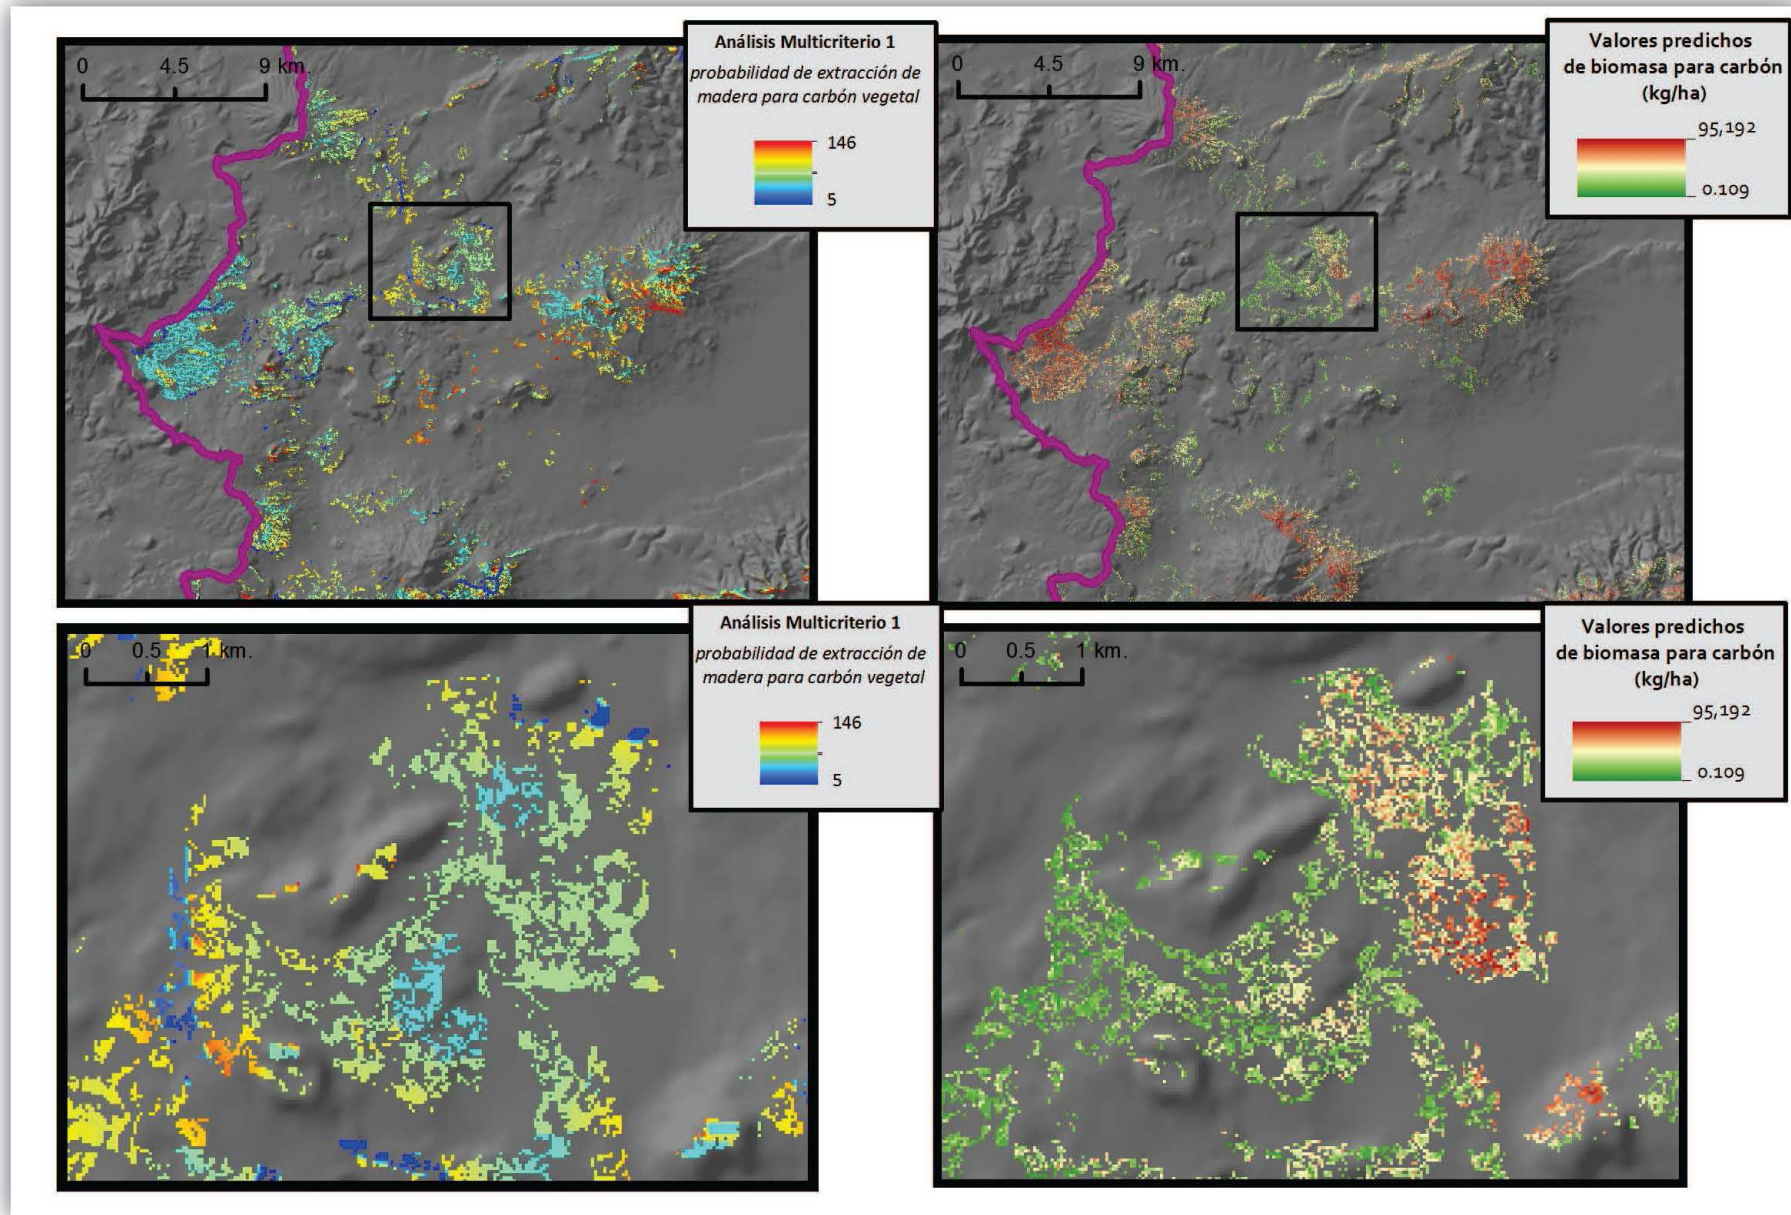 0 4.5 9 km.
Análisis Multicriterio 1
probabilidad de extracción de
madera para carbón vegetal
146
5
0 4.5 9 km.
Valores predichos
de biomasa para carbón
(kg/ha)
95,192
0.109
0 0.5 1 km.
Análisis Multicriterio 1
probabilidad de extracción de
madera para carbón vegetal
146
5
0 0.5 1 km.
Valores predichos
de biomasa para carbón
(kg/ha)
95,192
0.109